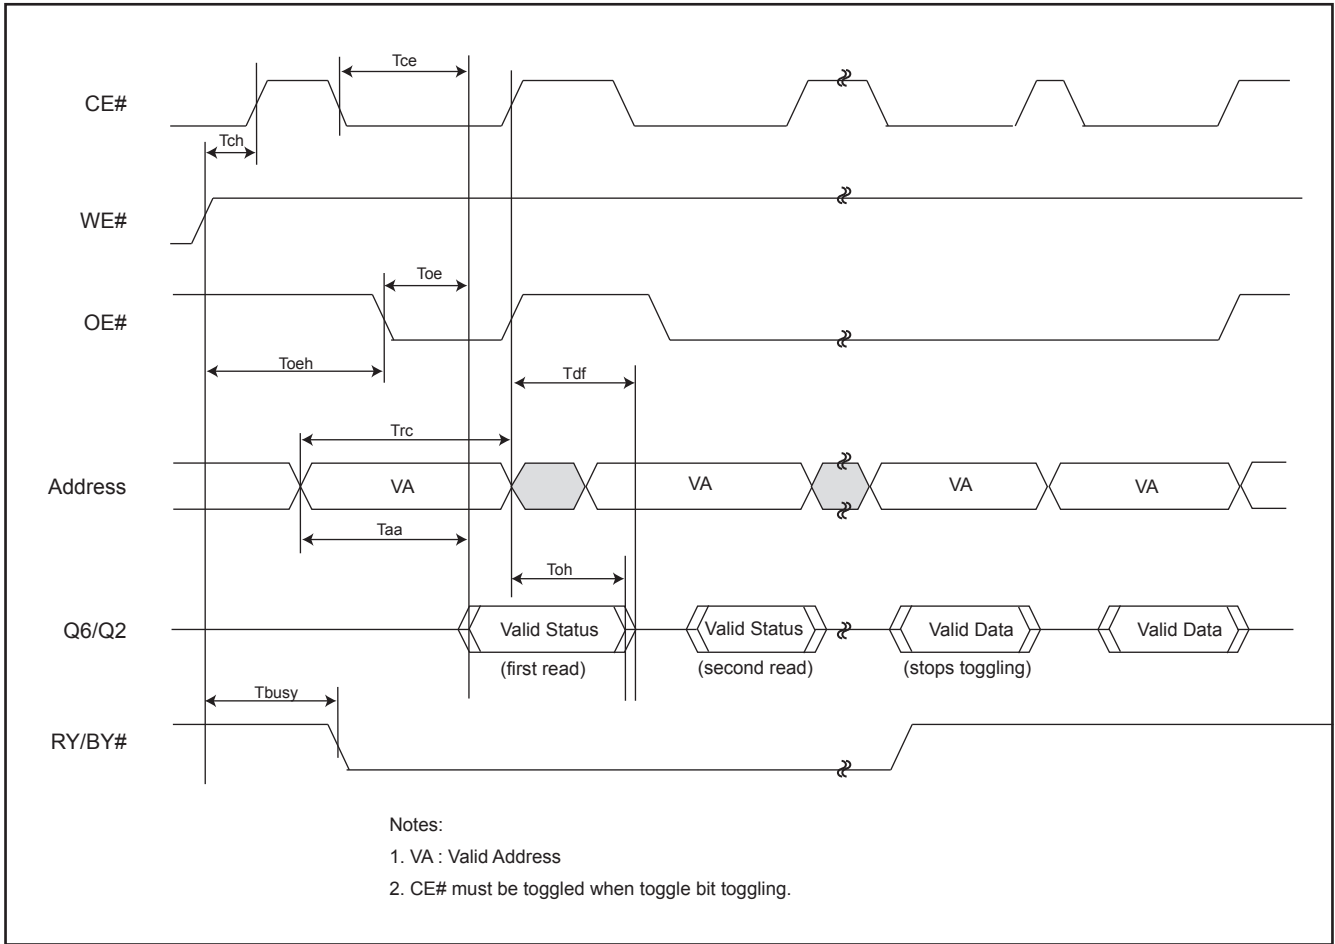 Tce
CE#
Tch
WE#
Toe
OE#
Toeh
Tdf
Trc
Address
VA
VA
VA
VA
Taa
Toh
Q6/Q2
Valid Status
Valid Status
Valid Data
Valid Data
(first read)
(second read)
(stops toggling)
Tbusy
RY/BY#
Notes:
1. VA : Valid Address
2. CE# must be toggled when toggle bit toggling.